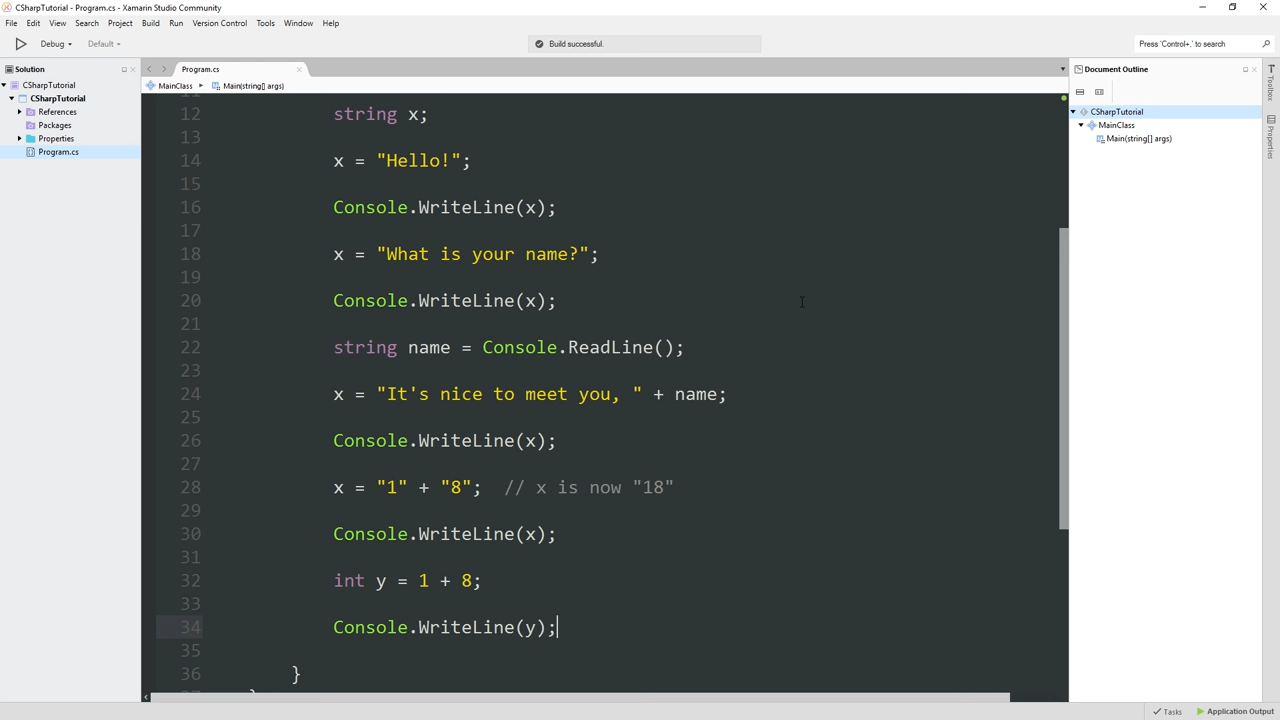 CSharpTutorial - Program.cs - Xamarin Studio Community
File Edit View Search Project Build Run Version Control Tools Window Help
Debug Default Build successful. Press 'Control+,' to search
Solution
CSharpTutorial
CSharpTutorial
References
Packages
Properties
Program.cs
Program.cs
MainClass Main(string[] args)
12 string x;
13
14 x = "Hello!";
15
16 Console.WriteLine(x);
17
18 x = "What is your name?";
19
20 Console.WriteLine(x);
21
22 string name = Console.ReadLine();
23
24 x = "It's nice to meet you, " + name;
25
26 Console.WriteLine(x);
27
28 x = "1" + "8";  // x is now "18"
29
30 Console.WriteLine(x);
31
32 int y = 1 + 8;
33
34 Console.WriteLine(y);
35
36 }
Document Outline
CSharpTutorial
MainClass
Main(string[] args)
Toolbox
Properties
Tasks Application Output